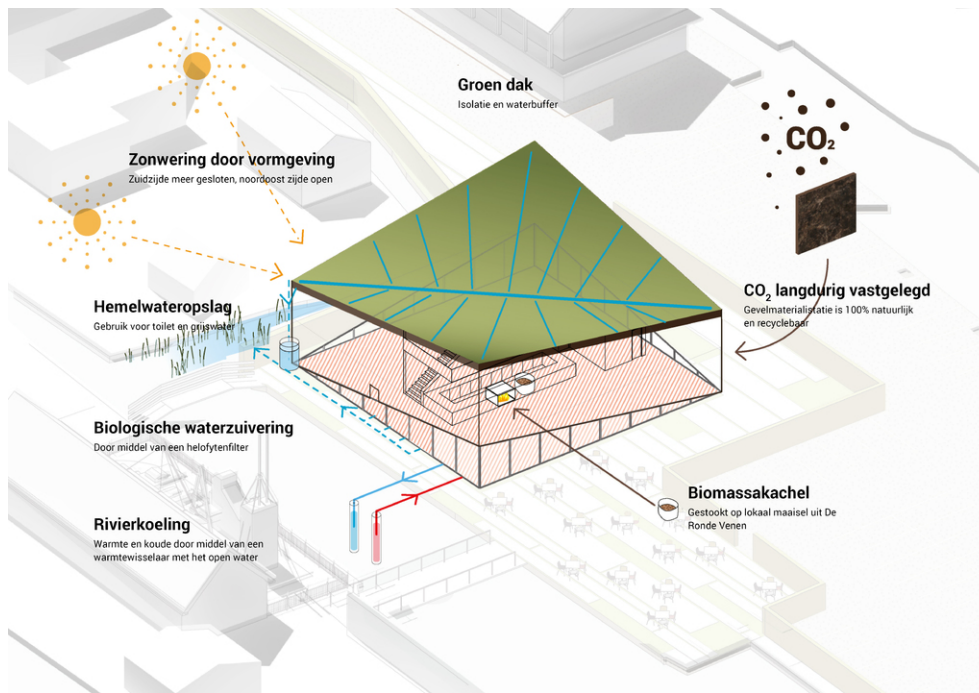 Groen dak
Isolatie en waterbuffer
CO2
Zonwering door vormgeving
Zuidzijde meer gesloten, noordoost zijde open
CO2 langdurig vastgelegd
Gevelmaterialistatie is 100% natuurlijk
en recyclebaar
Hemelwateropslag
Gebruik voor toilet en grijswater
Biologische waterzuivering
Door middel van een helofytenfilter
Biomassakachel
Gestookt op lokaal maaisel uit De
Ronde Venen
Rivierkoeling
Warmte en koude door middel van een
warmtewisselaar met het open water